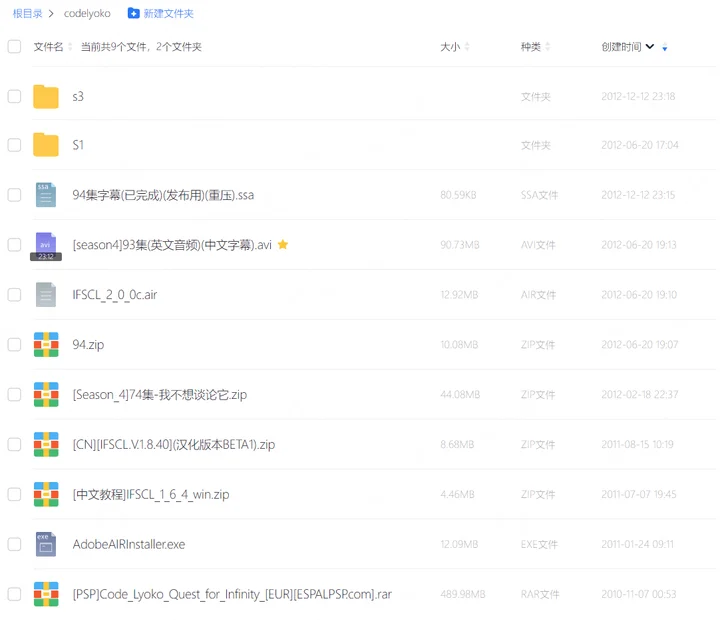 根目录 > codelyoko 新建文件夹
文件名 当前共9个文件，2个文件夹 大小 种类 创建时间
s3 文件夹 2012-12-12 23:18
S1 文件夹 2012-06-20 17:04
ssa 94集字幕(已完成)(发布用)(重压).ssa 80.59KB SSA文件 2012-12-12 23:15
avi 23:12 [season4]93集(英文音频)(中文字幕).avi 90.73MB AVI文件 2012-06-20 19:13
IFSCL_2_0_0c.air 12.92MB AIR文件 2012-06-20 19:10
94.zip 10.08MB ZIP文件 2012-06-20 19:07
[Season_4]74集-我不想谈论它.zip 44.08MB ZIP文件 2012-02-18 22:37
[CN][IFSCL.V.1.8.40](汉化版本BETA1).zip 8.68MB ZIP文件 2011-08-15 10:19
[中文教程]IFSCL_1_6_4_win.zip 4.46MB ZIP文件 2011-07-07 19:45
exe AdobeAIRInstaller.exe 12.09MB EXE文件 2011-01-24 09:11
[PSP]Code_Lyoko_Quest_for_Infinity_[EUR][ESPALPSP.com].rar 489.98MB RAR文件 2010-11-07 00:53